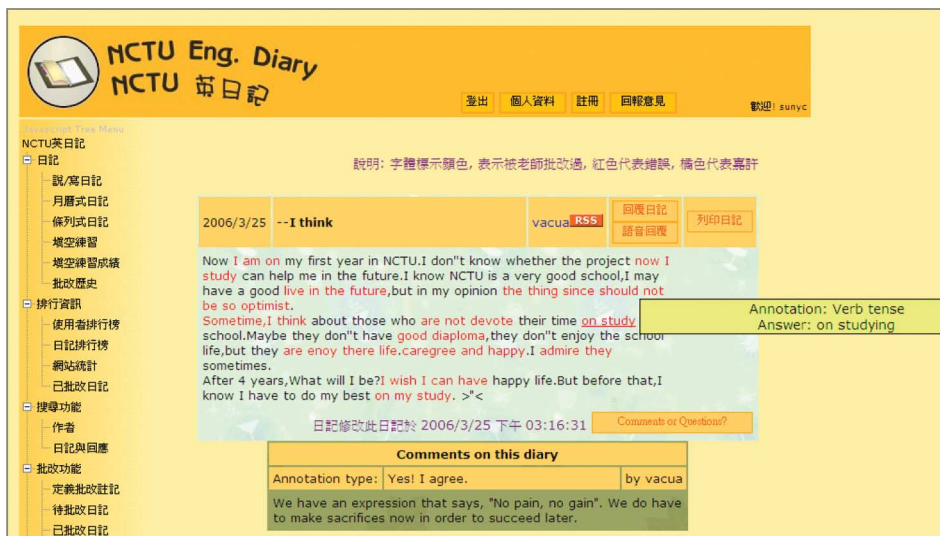 NCTU Eng. Diary
NCTU 英日記
登出 個人資料 註冊 回報意見
歡迎! sunyc
Javascript Tree Menu
NCTU英日記
日記
說/寫日記
月曆式日記
條列式日記
填空練習
填空練習成績
批改歷史
排行資訊
使用者排行榜
日記排行榜
網站統計
已批改日記
搜尋功能
作者
日記與回應
批改功能
定義批改註記
待批改日記
已批改日記
說明: 字體標示顏色, 表示被老師批改過, 紅色代表錯誤, 橘色代表嘉許
2006/3/25 --I think vacua RSS 回覆日記 語音回覆 列印日記
Now I am on my first year in NCTU.I don"t know whether the project now I
study can help me in the future.I know NCTU is a very good school,I may
have a good live in the future,but in my opinion the thing since should not
be so optimist.
Sometime,I think about those who are not devote their time on study
school.Maybe they don"t have good diaploma,they don"t enjoy the school
life,but they are enoy there life.caregree and happy.I admire they
sometimes.
After 4 years,What will I be?I wish I can have happy life.But before that,I
know I have to do my best on my study. >"<
Annotation: Verb tense
Answer: on studying
日記修改此日記於 2006/3/25 下午 03:16:31 Comments or Questions?
Comments on this diary
Annotation type: Yes! I agree. by vacua
We have an expression that says, "No pain, no gain". We do have
to make sacrifices now in order to succeed later.